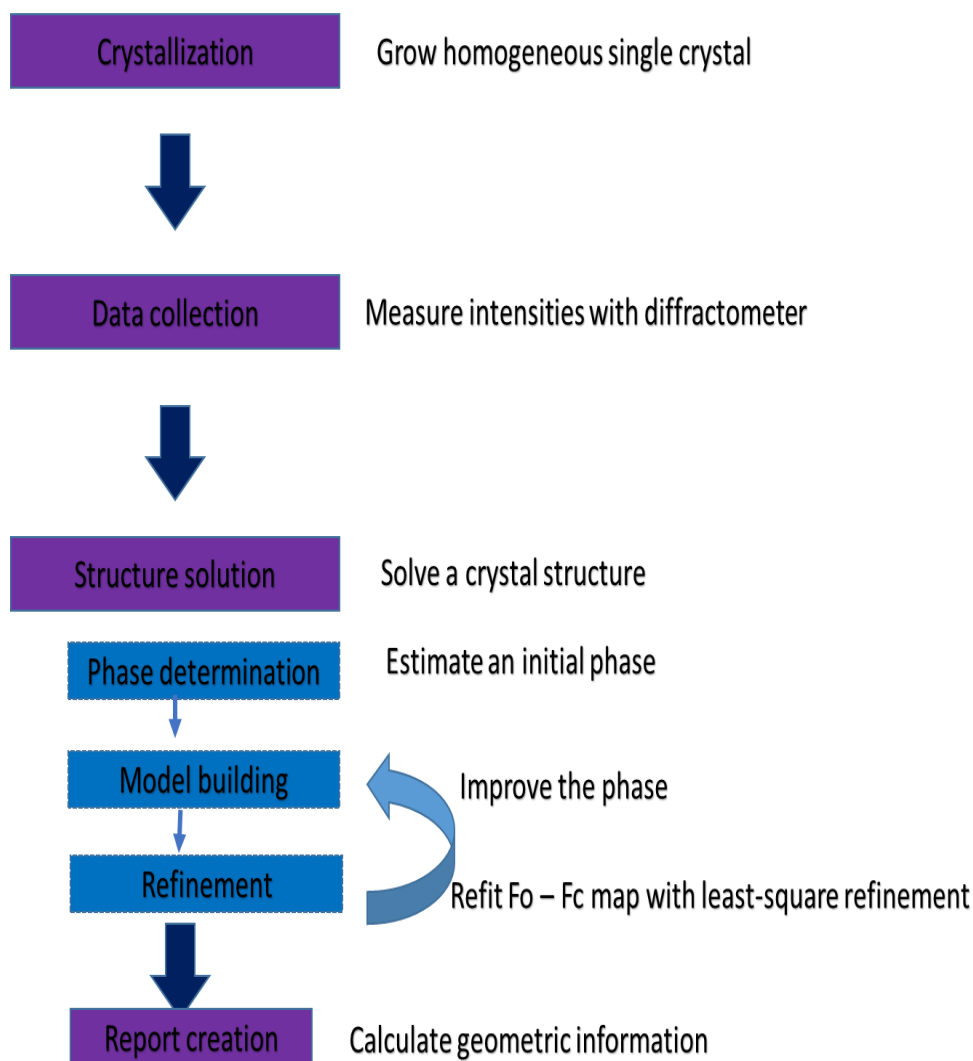 Crystallization
Grow homogeneous single crystal
Data collection
Measure intensities with diffractometer
Structure solution
Solve a crystal structure
Phase determination
Estimate an initial phase
Model building
Improve the phase
Refinement
Refit Fo – Fc map with least-square refinement
Report creation
Calculate geometric information